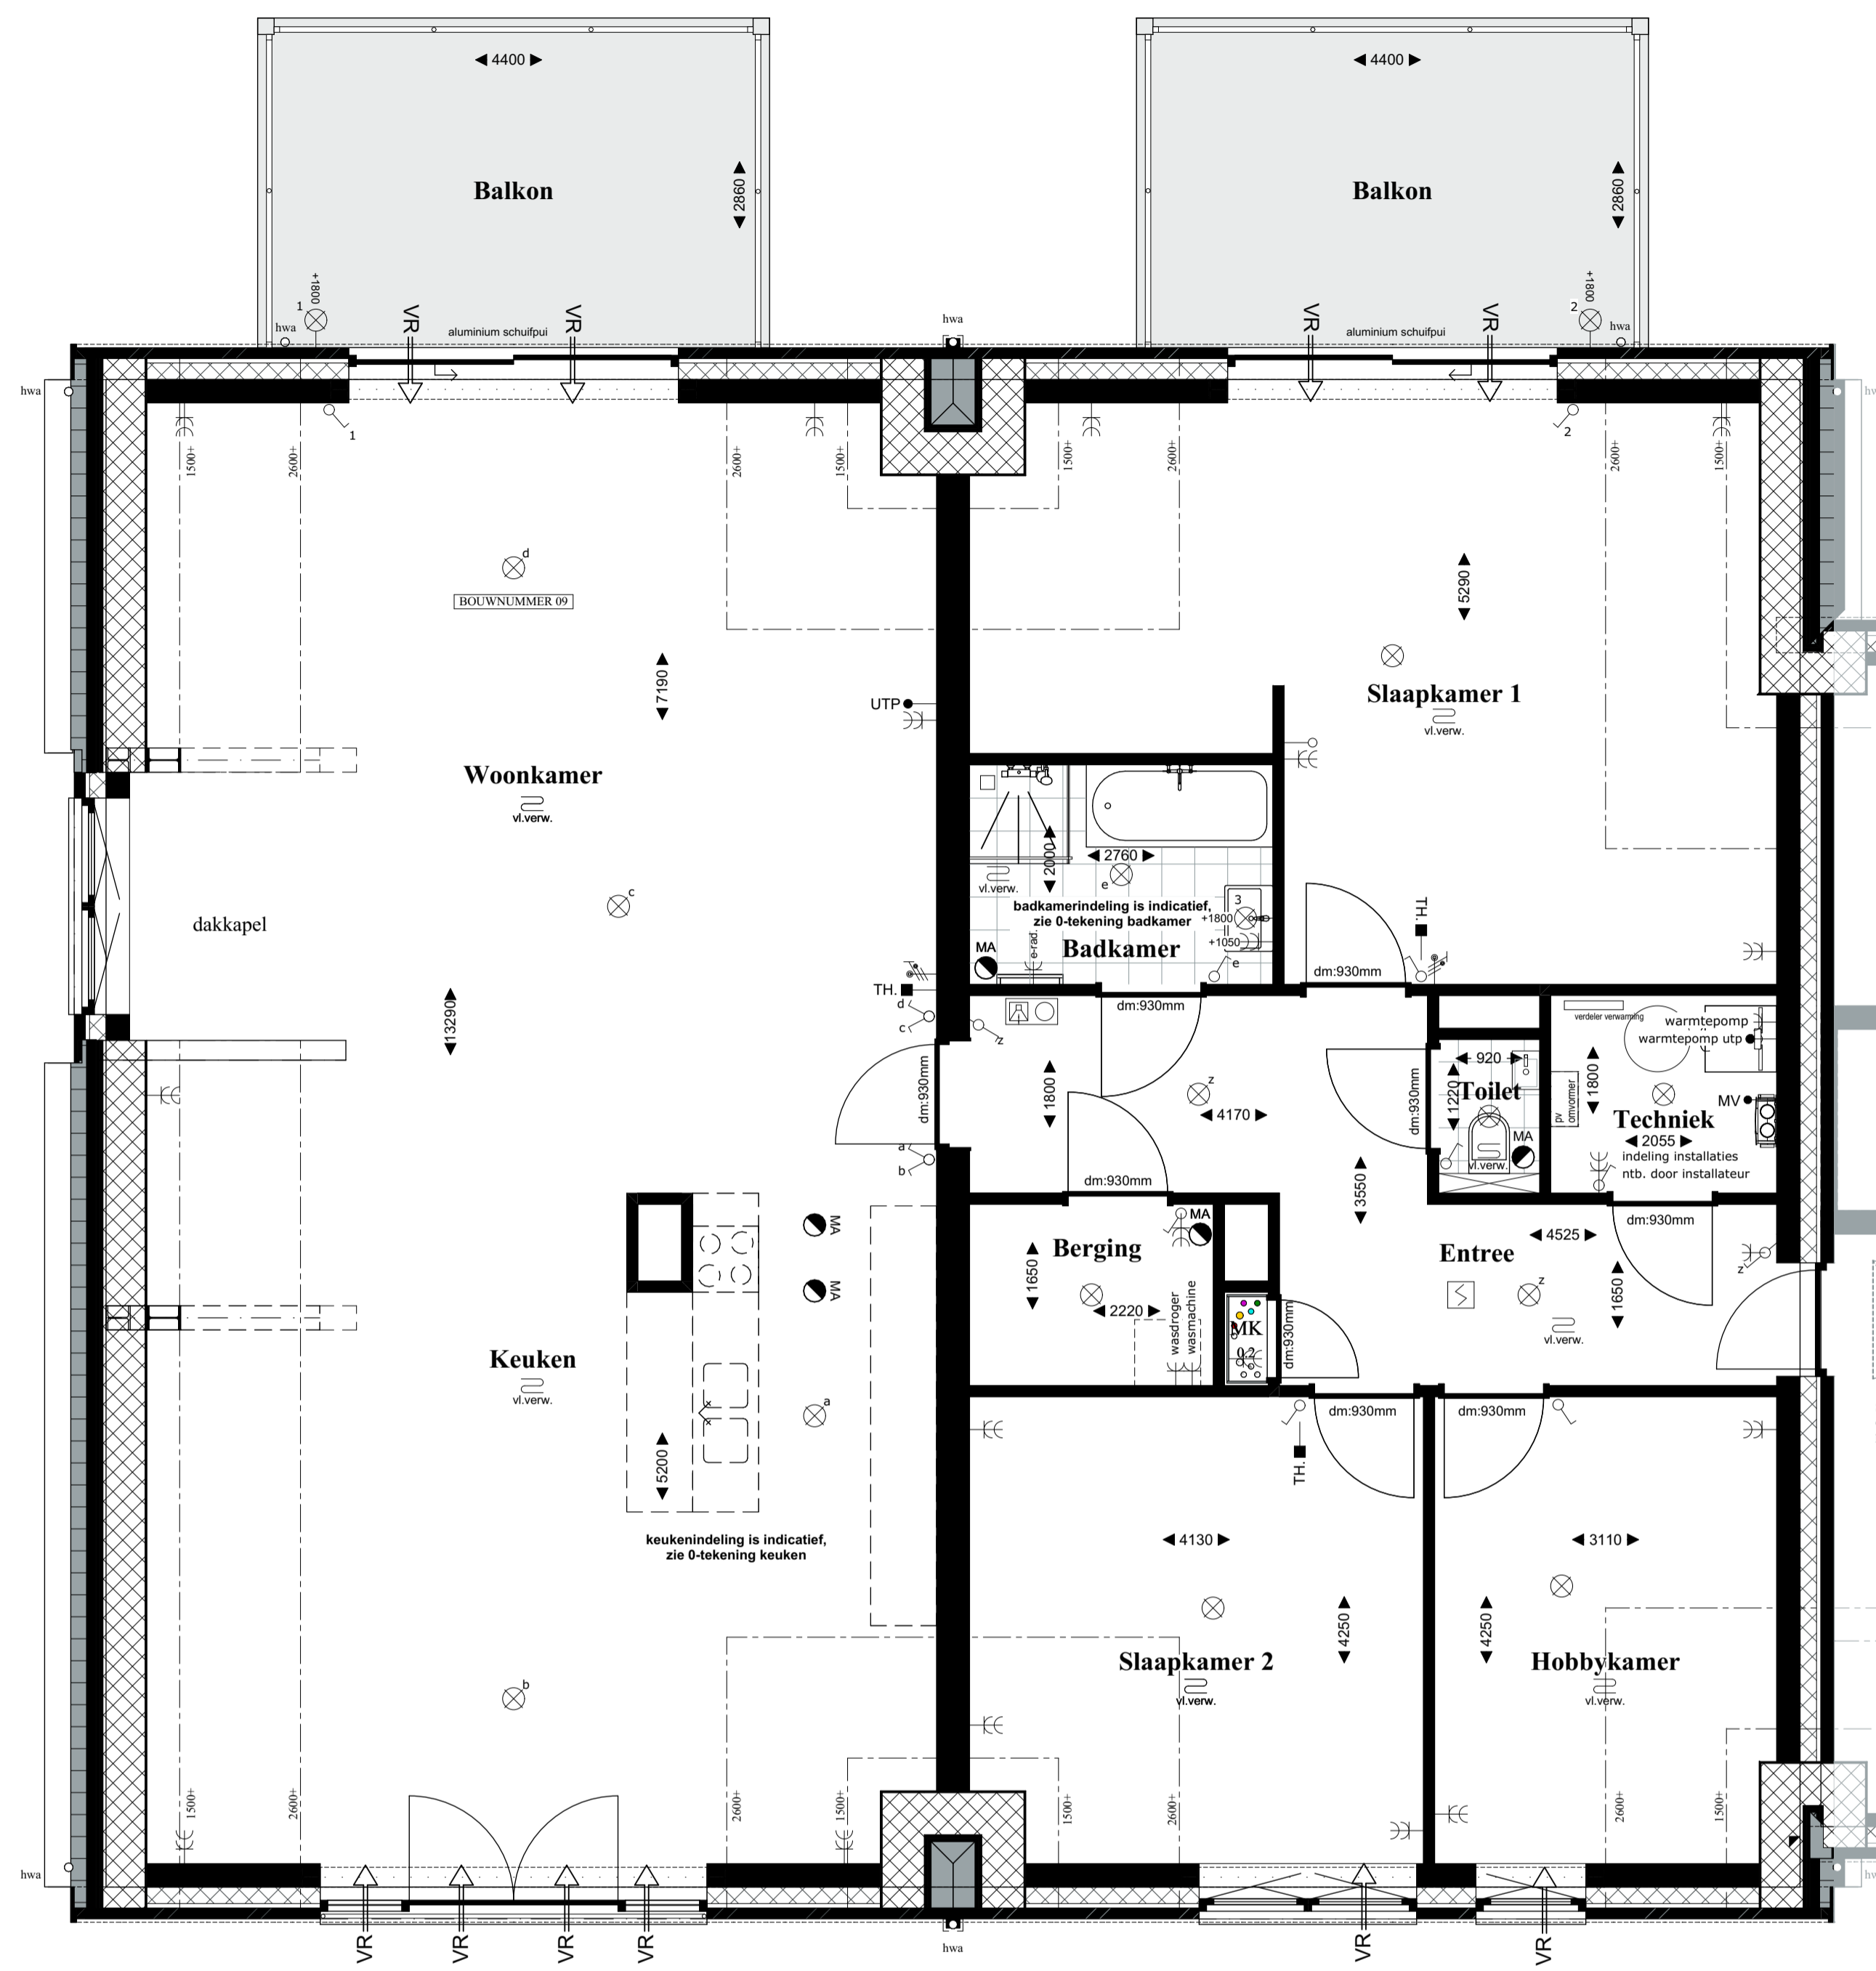 4400
4400
2860
2860
Balkon
Balkon
+1800
1
hwa
VR
VR
aluminium schuifpui
hwa
VR
VR
aluminium schuifpui
+1800
2
hwa
hwa
1
2
1500+
2600+
2600+
1500+
1500+
2600+
2600+
1500+
d
BOUWNUMMER 09
5290
7190
UTP
Slaapkamer 1
vl.verw.
Woonkamer
vl.verw.
2000
2760
vl.verw.
e
c
badkamerindeling is indicatief,
zie 0-tekening badkamer
3
+1800
+1050
dakkapel
MA
e-rad.
Badkamer
e
TH.
dm:930mm
TH.
d
c
z
dm:930mm
13290
verdeler verwarming
warmtepomp
warmtepomp utp
920
dm:930mm
1800
z
4170
dm:930mm
1220
Toilet
pv
omvormer
1800
MV
Techniek
2055
MA
vl.verw.
indeling installaties
ntb. door installateur
a
b
dm:930mm
3550
MA
MA
MA
Berging
1650
2220
wasdroger
wasmachine
MK
0.2
dm:930mm
Entree
4525
dm:930mm
z
z
1650
vl.verw.
Keuken
vl.verw.
a
5200
dm:930mm
dm:930mm
TH.
keukenindeling is indicatief,
zie 0-tekening keuken
4130
3110
4250
4250
Slaapkamer 2
vl.verw.
Hobbykamer
vl.verw.
b
1500+
2600+
2600+
1500+
1500+
2600+
2600+
1500+
hwa
VR
VR
VR
VR
hwa
VR
VR